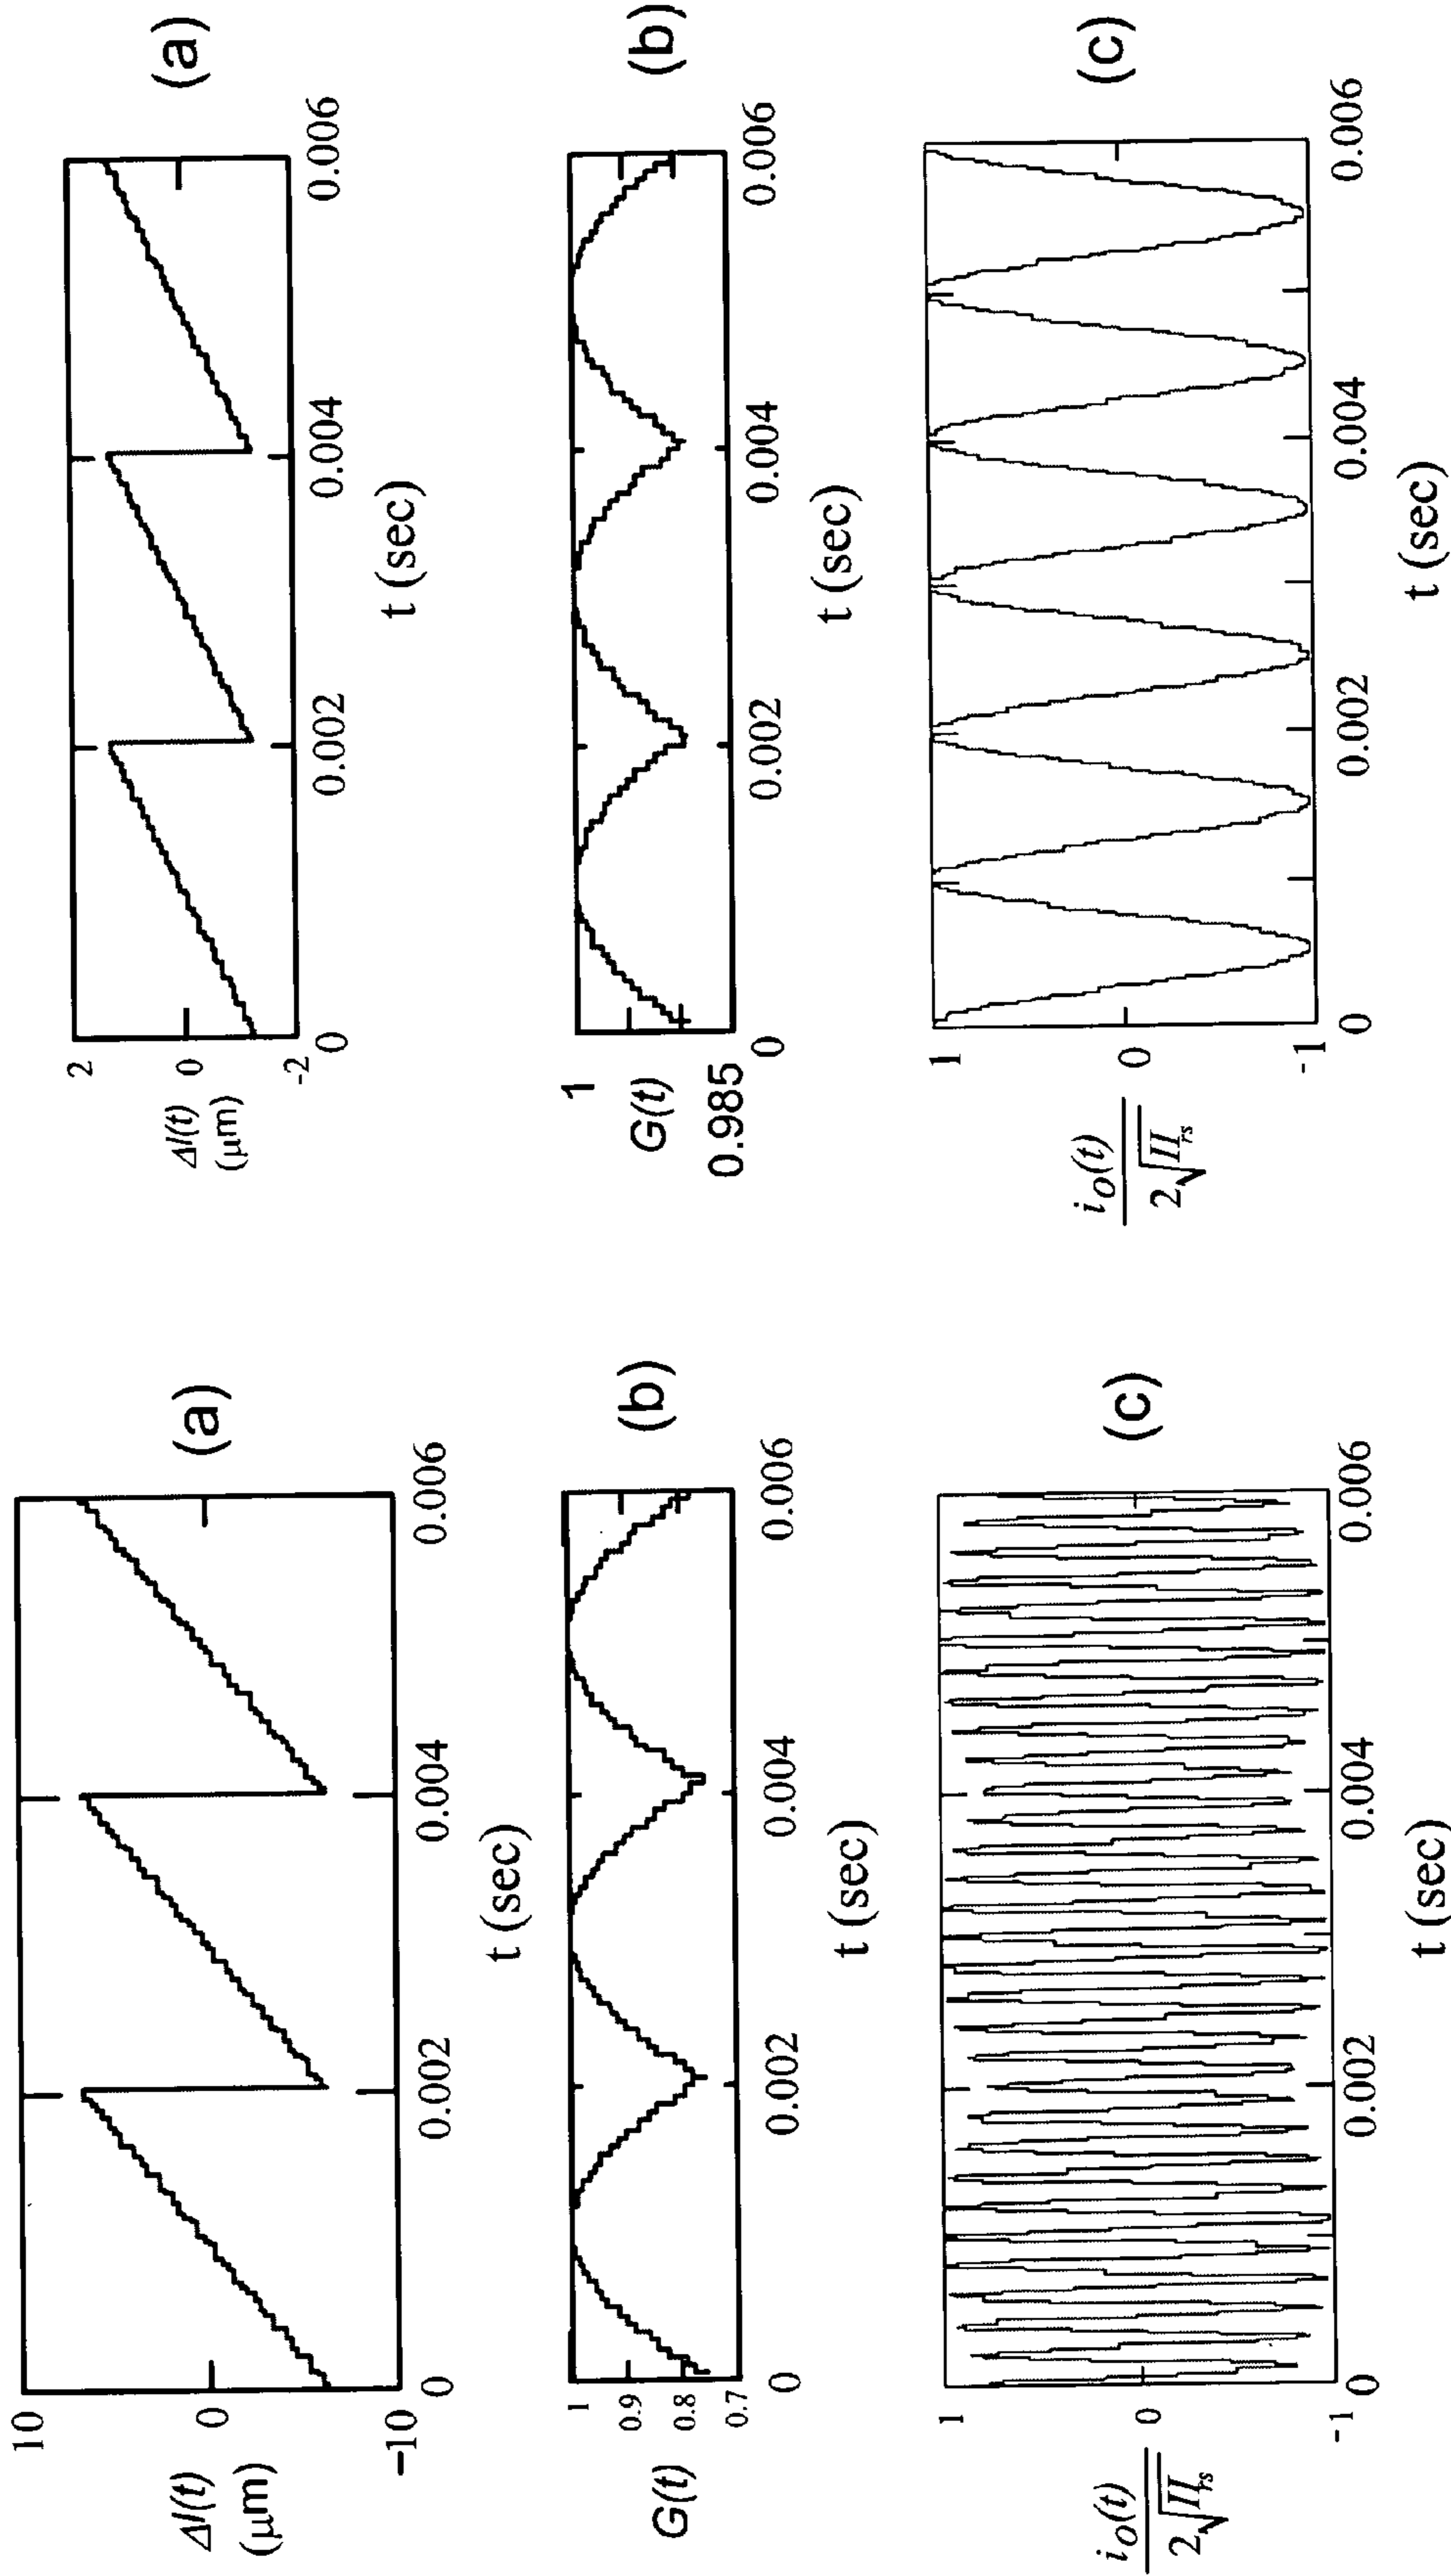 10
0
-10
Δl(t)
(μm)
0
0.002
0.004
0.006
t (sec)
(a)
1
0.9
0.8
0.7
G(t)
0
0.002
0.004
0.006
t (sec)
(b)
1
0
-1
i_o(t)
2√II_rs
0
0.002
0.004
0.006
t (sec)
(c)
2
0
-2
Δl(t)
(μm)
0
0.002
0.004
0.006
t (sec)
(a)
1
G(t)
0.985
0
0.002
0.004
0.006
t (sec)
(b)
1
0
-1
i_o(t)
2√II_rs
0
0.002
0.004
0.006
t (sec)
(c)